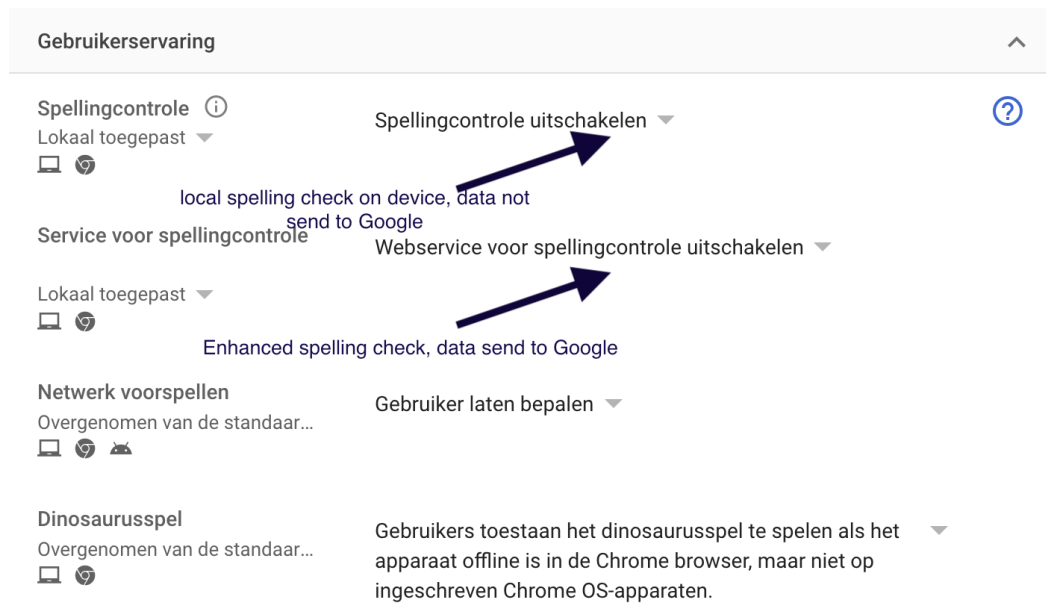 Gebruikerservaring
Spellingcontrole
Lokaal toegepast
Spellingcontrole uitschakelen
local spelling check on device, data not
send to Google
Service voor spellingcontrole
Webservice voor spellingcontrole uitschakelen
Lokaal toegepast
Enhanced spelling check, data send to Google
Netwerk voorspellen
Overgenomen van de standaar...
Gebruiker laten bepalen
Dinosaurusspel
Overgenomen van de standaar...
Gebruikers toestaan het dinosaurusspel te spelen als het
apparaat offline is in de Chrome browser, maar niet op
ingeschreven Chrome OS-apparaten.